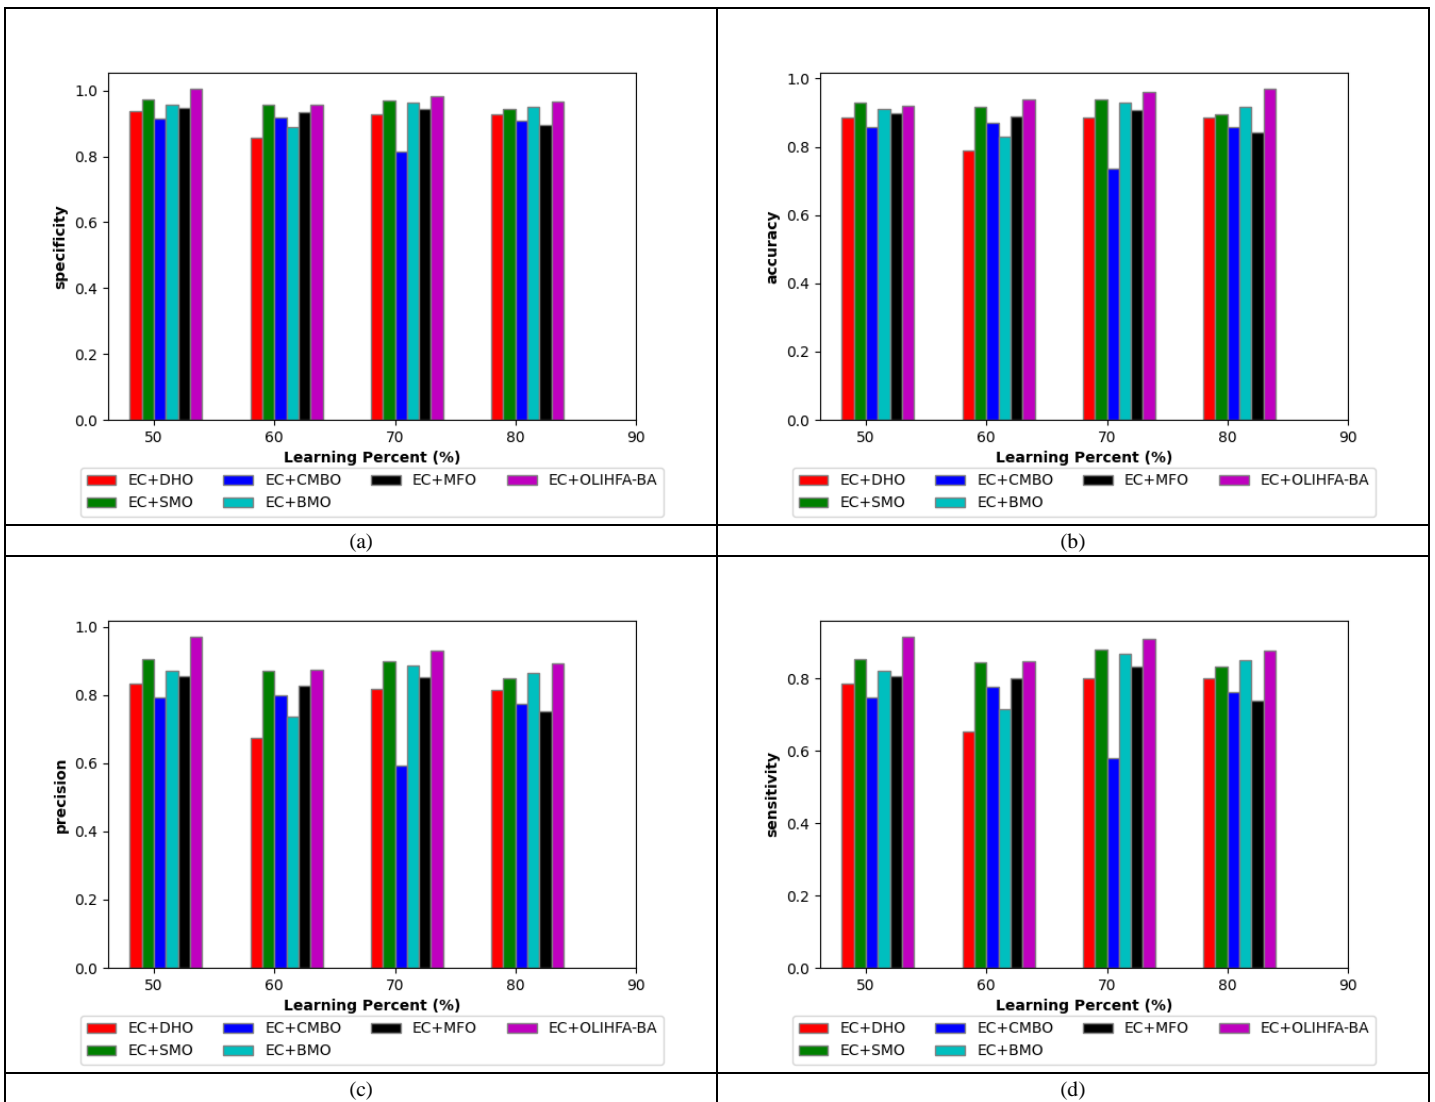 1.0
0.8
0.6
0.4
0.2
0.0
specificity
50 60 70 80 90
Learning Percent (%)
EC+DHO EC+CMBO EC+MFO EC+OLIHFA-BA
EC+SMO EC+BMO
(a)
1.0
0.8
0.6
0.4
0.2
0.0
accuracy
50 60 70 80 90
Learning Percent (%)
EC+DHO EC+CMBO EC+MFO EC+OLIHFA-BA
EC+SMO EC+BMO
(b)
1.0
0.8
0.6
0.4
0.2
0.0
precision
50 60 70 80 90
Learning Percent (%)
EC+DHO EC+CMBO EC+MFO EC+OLIHFA-BA
EC+SMO EC+BMO
(c)
0.8
0.6
0.4
0.2
0.0
sensitivity
50 60 70 80 90
Learning Percent (%)
EC+DHO EC+CMBO EC+MFO EC+OLIHFA-BA
EC+SMO EC+BMO
(d)